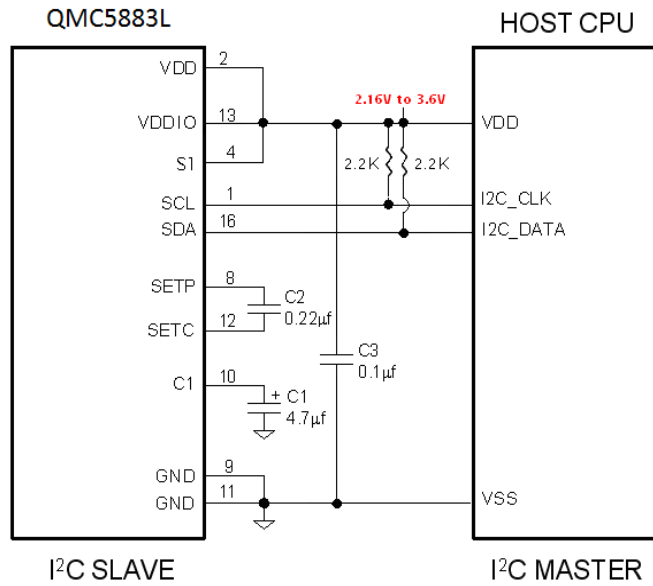 QMC5883L
HOST CPU
VDD 2
2.16V to 3.6V
VDDIO 13
VDD
S1 4
2.2K 2.2K
SCL 1
I2C_CLK
SDA 16
I2C_DATA
SETP 8
C2
0.22µf
SETC 12
C3
0.1µf
C1 10
+ C1
4.7µf
GND 9
GND 11
VSS
I²C SLAVE
I²C MASTER